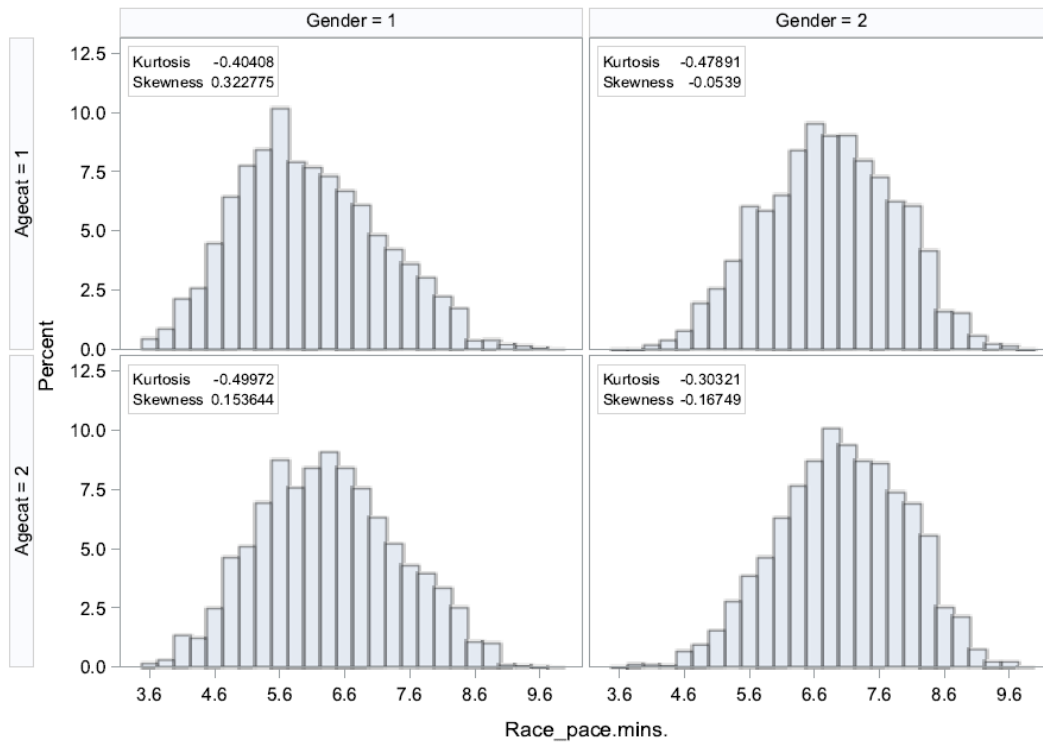 Gender = 1
Gender = 2
Agecat = 1
Agecat = 2
Percent
12.5
10.0
7.5
5.0
2.5
0.0
Kurtosis -0.40408
Skewness 0.322775
Kurtosis -0.47891
Skewness -0.0539
12.5
10.0
7.5
5.0
2.5
0.0
Kurtosis -0.49972
Skewness 0.153644
Kurtosis -0.30321
Skewness -0.16749
3.6 4.6 5.6 6.6 7.6 8.6 9.6
3.6 4.6 5.6 6.6 7.6 8.6 9.6
Race_pace.mins.